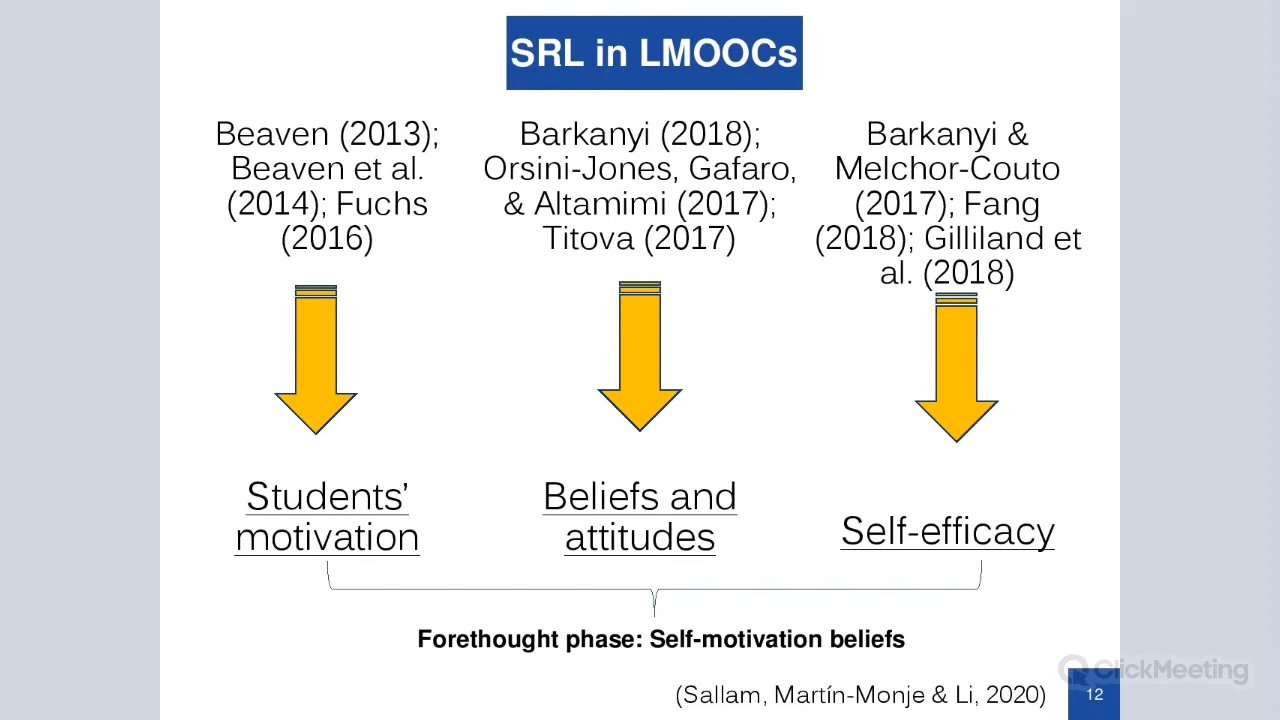 SRL in LMOOCs
Beaven (2013);
Beaven et al.
(2014); Fuchs
(2016)
Barkanyi (2018);
Orsini-Jones, Gafaro,
& Altamimi (2017);
Titova (2017)
Barkanyi &
Melchor-Couto
(2017); Fang
(2018); Gilliland et
al. (2018)
Students’
motivation
Beliefs and
attitudes
Self-efficacy
Forethought phase: Self-motivation beliefs
(Sallam, Martín-Monje & Li, 2020)
12
ClickMeeting